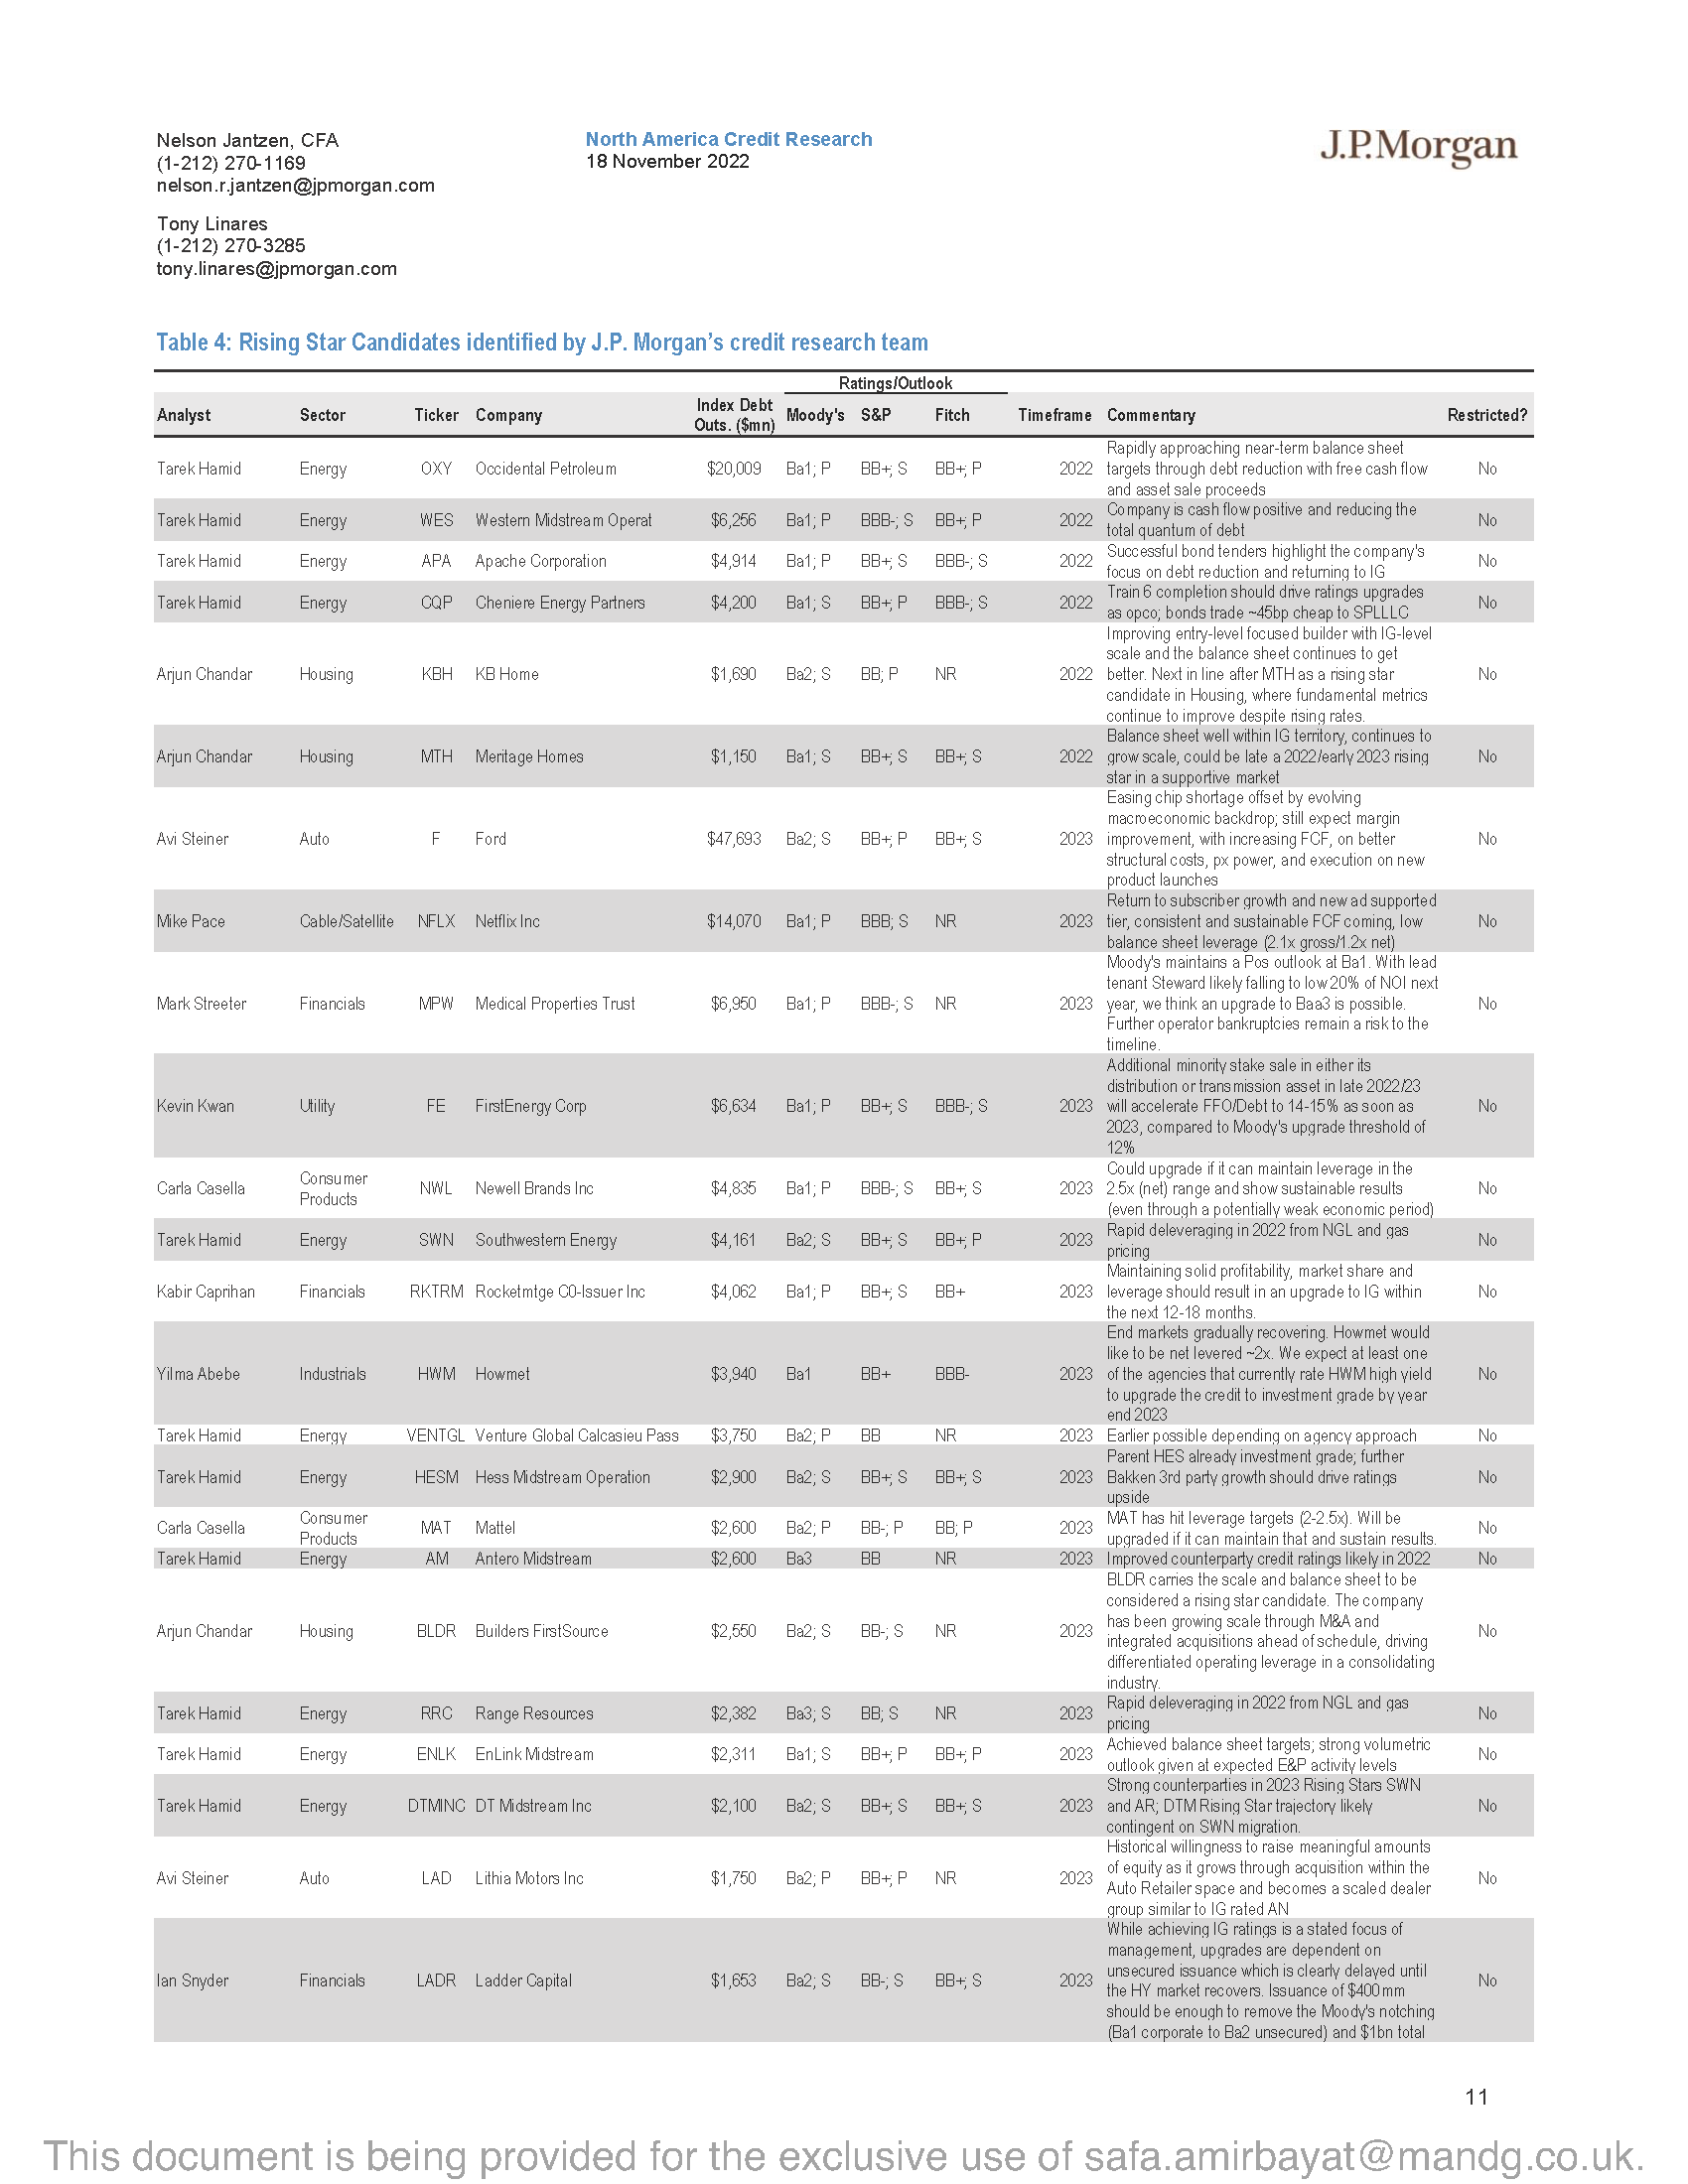 Nelson Jantzen, CFA
(1-212) 270-1169
nelson.r.jantzen@jpmorgan.com
Tony Linares
(1-212) 270-3285
tony.linares@jpmorgan.com
North America Credit Research
18 November 2022
J.P.Morgan
Table 4: Rising Star Candidates identified by J.P. Morgan's credit research team
Ratings/Outlook
Analyst Sector Ticker Company Index Debt Outs. ($mn) Moody's S&P Fitch Timeframe Commentary Restricted?
Tarek Hamid Energy OXY Occidental Petroleum $20,009 Ba1; P BB+; S BB+; P 2022 Rapidly approaching near-term balance sheet
targets through debt reduction with free cash flow
and asset sale proceeds No
Tarek Hamid Energy WES Western Midstream Operat $6,256 Ba1; P BBB-; S BB+; P 2022 Company is cash flow positive and reducing the
total quantum of debt No
Tarek Hamid Energy APA Apache Corporation $4,914 Ba1; P BB+; S BBB-; S 2022 Successful bond tenders highlight the company's
focus on debt reduction and returning to IG No
Tarek Hamid Energy CQP Cheniere Energy Partners $4,200 Ba1; S BB+; P BBB-; S 2022 Train 6 completion should drive ratings upgrades
as opco; bonds trade ~45bp cheap to SPLLLC No
Arjun Chandar Housing KBH KB Home $1,690 Ba2; S BB; P NR 2022 Improving entry-level focused builder with IG-level
scale and the balance sheet continues to get
better. Next in line after MTH as a rising star
candidate in Housing, where fundamental metrics
continue to improve despite rising rates. No
Arjun Chandar Housing MTH Meritage Homes $1,150 Ba1; S BB+; S BB+; S 2022 Balance sheet well within IG territory, continues to
grow scale, could be late a 2022/early 2023 rising
star in a supportive market No
Avi Steiner Auto F Ford $47,693 Ba2; S BB+; P BB+; S 2023 Easing chip shortage offset by evolving
macroeconomic backdrop; still expect margin
improvement, with increasing FCF, on better
structural costs, px power, and execution on new
product launches No
Mike Pace Cable/Satellite NFLX Netflix Inc $14,070 Ba1; P BBB; S NR 2023 Return to subscriber growth and new ad supported
tier, consistent and sustainable FCF coming, low
balance sheet leverage (2.1x gross/1.2x net) No
Mark Streeter Financials MPW Medical Properties Trust $6,950 Ba1; P BBB-; S NR 2023 Moody's maintains a Pos outlook at Ba1. With lead
tenant Steward likely falling to low 20% of NOI next
year, we think an upgrade to Baa3 is possible.
Further operator bankruptcies remain a risk to the
timeline. No
Kevin Kwan Utility FE FirstEnergy Corp $6,634 Ba1; P BB+; S BBB-; S 2023 Additional minority stake sale in either its
distribution or transmission asset in late 2022/23
will accelerate FFO/Debt to 14-15% as soon as
2023, compared to Moody's upgrade threshold of
12% No
Carla Casella Consumer Products NWL Newell Brands Inc $4,835 Ba1; P BBB-; S BB+; S 2023 Could upgrade if it can maintain leverage in the
2.5x (net) range and show sustainable results
(even through a potentially weak economic period) No
Tarek Hamid Energy SWN Southwestern Energy $4,161 Ba2; S BB+; S BB+; P 2023 Rapid deleveraging in 2022 from NGL and gas
pricing No
Kabir Caprihan Financials RKTRM Rocketmtge C0-Issuer Inc $4,062 Ba1; P BB+; S BB+ 2023 Maintaining solid profitability, market share and
leverage should result in an upgrade to IG within
the next 12-18 months. No
Yilma Abebe Industrials HWM Howmet $3,940 Ba1 BB+ BBB- 2023 End markets gradually recovering. Howmet would
like to be net levered ~2x. We expect at least one
of the agencies that currently rate HWM high yield
to upgrade the credit to investment grade by year
end 2023 No
Tarek Hamid Energy VENTGL Venture Global Calcasieu Pass $3,750 Ba2; P BB NR 2023 Earlier possible depending on agency approach No
Tarek Hamid Energy HESM Hess Midstream Operation $2,900 Ba2; S BB+; S BB+; S 2023 Parent HES already investment grade; further
Bakken 3rd party growth should drive ratings
upside No
Carla Casella Consumer Products MAT Mattel $2,600 Ba2; P BB-; P BB; P 2023 MAT has hit leverage targets (2-2.5x). Will be
upgraded if it can maintain that and sustain results. No
Tarek Hamid Energy AM Antero Midstream $2,600 Ba3 BB NR 2023 Improved counterparty credit ratings likely in 2022 No
Arjun Chandar Housing BLDR Builders FirstSource $2,550 Ba2; S BB-; S NR 2023 BLDR carries the scale and balance sheet to be
considered a rising star candidate. The company
has been growing scale through M&A and
integrated acquisitions ahead of schedule, driving
differentiated operating leverage in a consolidating
industry. No
Tarek Hamid Energy RRC Range Resources $2,382 Ba3; S BB; S NR 2023 Rapid deleveraging in 2022 from NGL and gas
pricing No
Tarek Hamid Energy ENLK EnLink Midstream $2,311 Ba1; S BB+; P BB+; P 2023 Achieved balance sheet targets; strong volumetric
outlook given at expected E&P activity levels No
Tarek Hamid Energy DTMINC DT Midstream Inc $2,100 Ba2; S BB+; S BB+; S 2023 Strong counterparties in 2023 Rising Stars SWN
and AR; DTM Rising Star trajectory likely
contingent on SWN migration. No
Avi Steiner Auto LAD Lithia Motors Inc $1,750 Ba2; P BB+; P NR 2023 Historical willingness to raise meaningful amounts
of equity as it grows through acquisition within the
Auto Retailer space and becomes a scaled dealer
group similar to IG rated AN No
Ian Snyder Financials LADR Ladder Capital $1,653 Ba2; S BB-; S BB+; S 2023 While achieving IG ratings is a stated focus of
management, upgrades are dependent on
unsecured issuance which is clearly delayed until
the HY market recovers. Issuance of $400mm
should be enough to remove the Moody's notching
(Ba1 corporate to Ba2 unsecured) and $1bn total No
11
This document is being provided for the exclusive use of safa.amirbayat@mandg.co.uk.